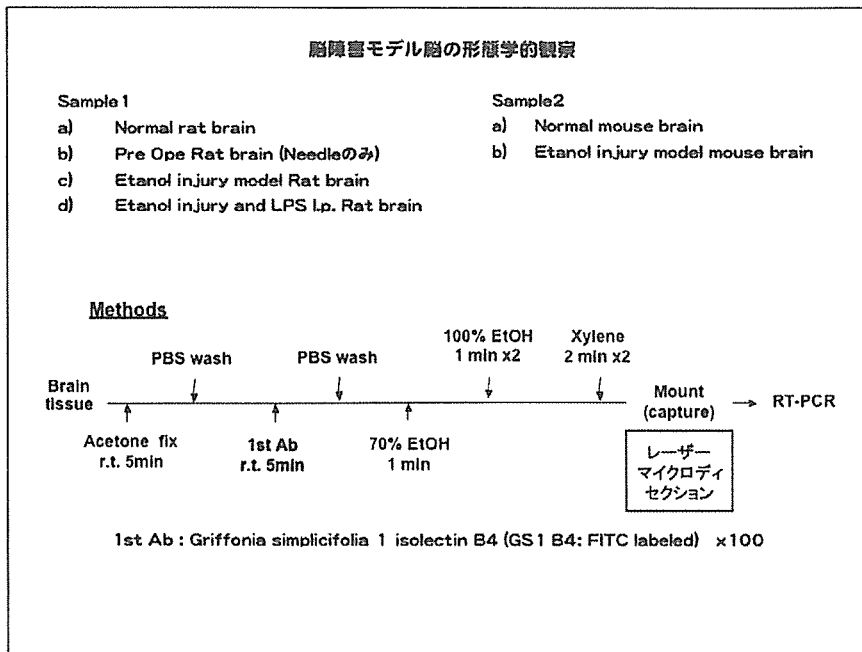 脳障害モデル脳の形態学的観察
Sample1
a) Normal rat brain
b) Pre Ope Rat brain (Needleのみ)
c) Etanol injury model Rat brain
d) Etanol injury and LPS i.p. Rat brain
Sample2
a) Normal mouse brain
b) Etanol injury model mouse brain
Methods
100% EtOH
1 min x2
Xylene
2 min x2
PBS wash
PBS wash
Brain
tissue
Mount
(capture)
RT-PCR
Acetone fix
r.t. 5min
1st Ab
r.t. 5min
70% EtOH
1 min
レーザー
マイクロディ
セクション
1st Ab : Griffonia simplicifolia 1 isolectin B4 (GS1 B4: FITC labeled) x100